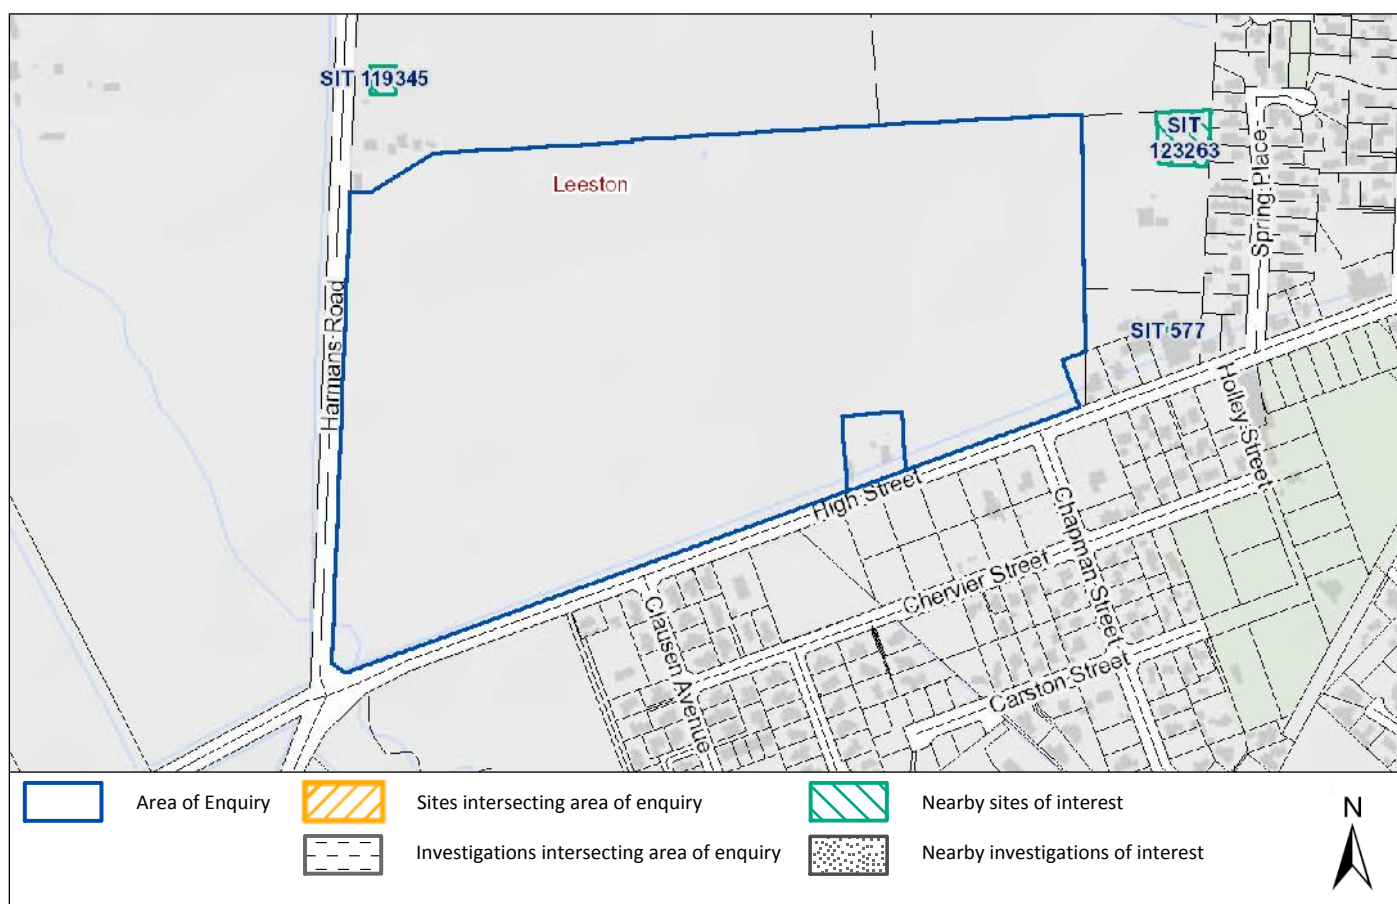 SIT 119345
SIT
123263
Leeston
Spring Place
Harmans Road
SIT 577
Holley Street
High Street
Chapman Street
Chervier Street
Clausen Avenue
Carston Street
Area of Enquiry
Sites intersecting area of enquiry
Nearby sites of interest
Investigations intersecting area of enquiry
Nearby investigations of interest
N